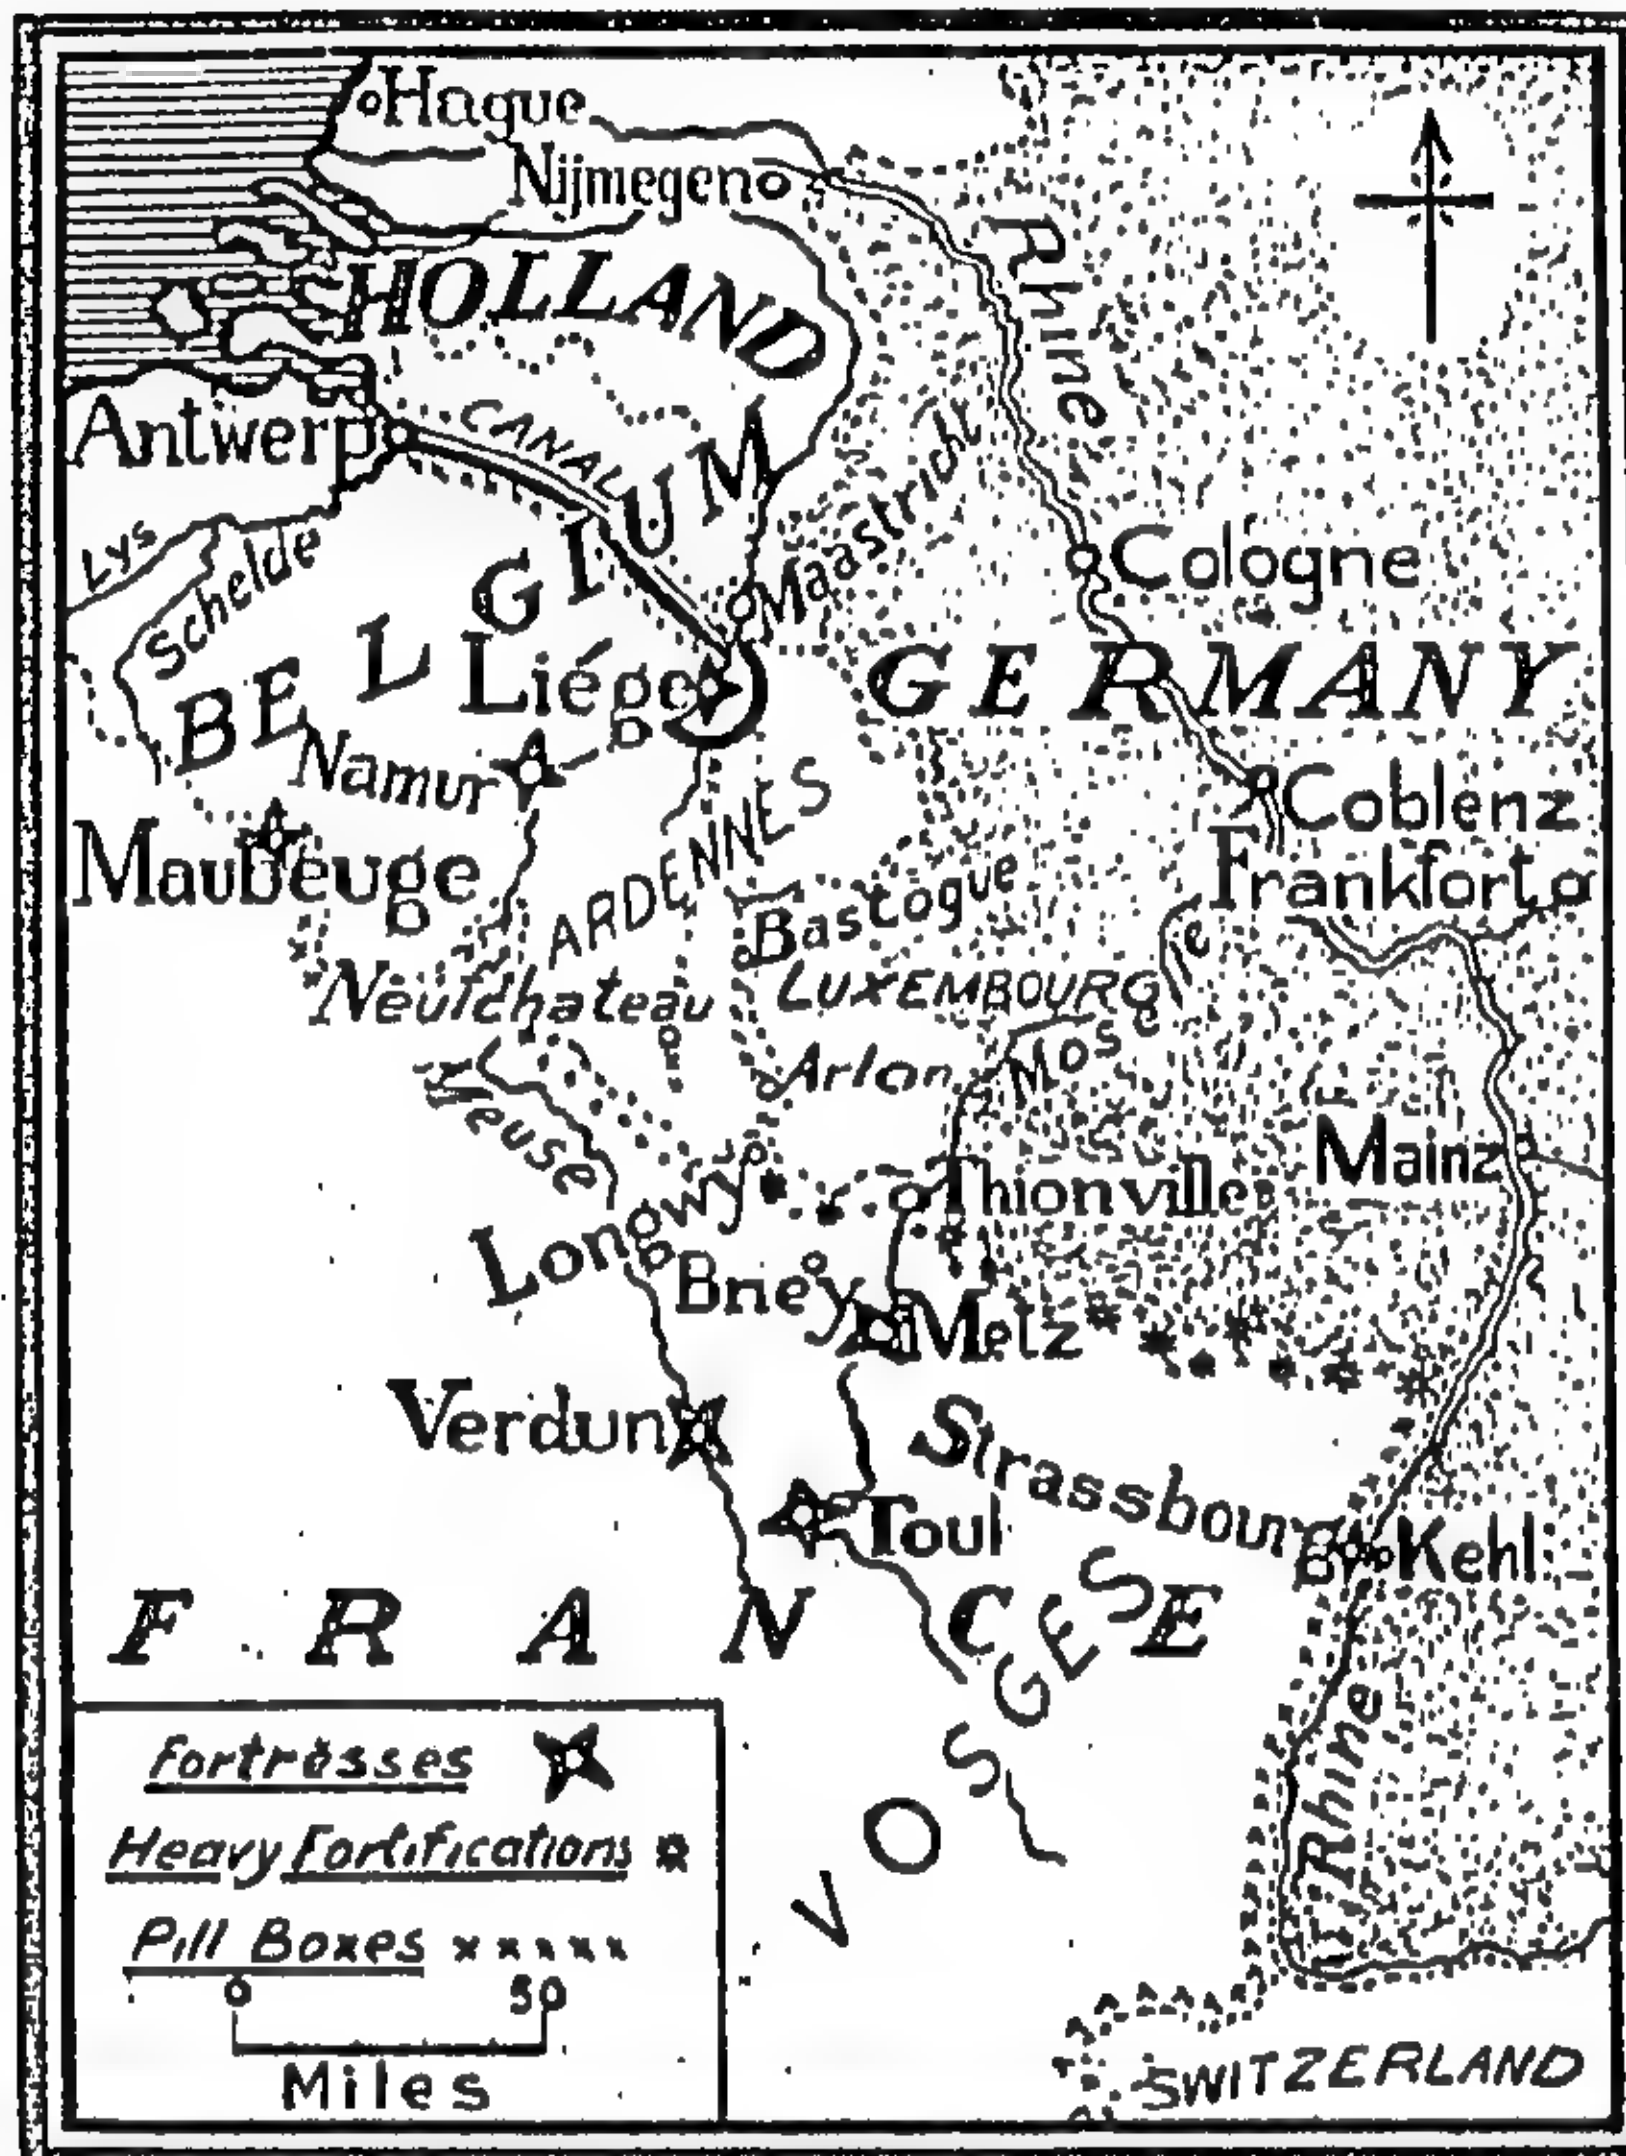 Hague
Nijmegen
HOLLAND
Rhine
Antwerp
CANAL
Lys
Schelde
BELGIUM
Maastricht
Cologne
Liége
GERMANY
Namur
Coblenz
Maubeuge
ARDENNES
Frankfort
Bastogue
Neufchateau
LUXEMBOURG
Moselle
Arlon
Meuse
Mainz
Longwy
Thionville
Briey
Metz
Verdun
Strassbourg
Toul
Kehl
FRANCE
VOSGES
Rhine
Fortresses
Heavy Fortifications
Pill Boxes
0 50
Miles
SWITZERLAND